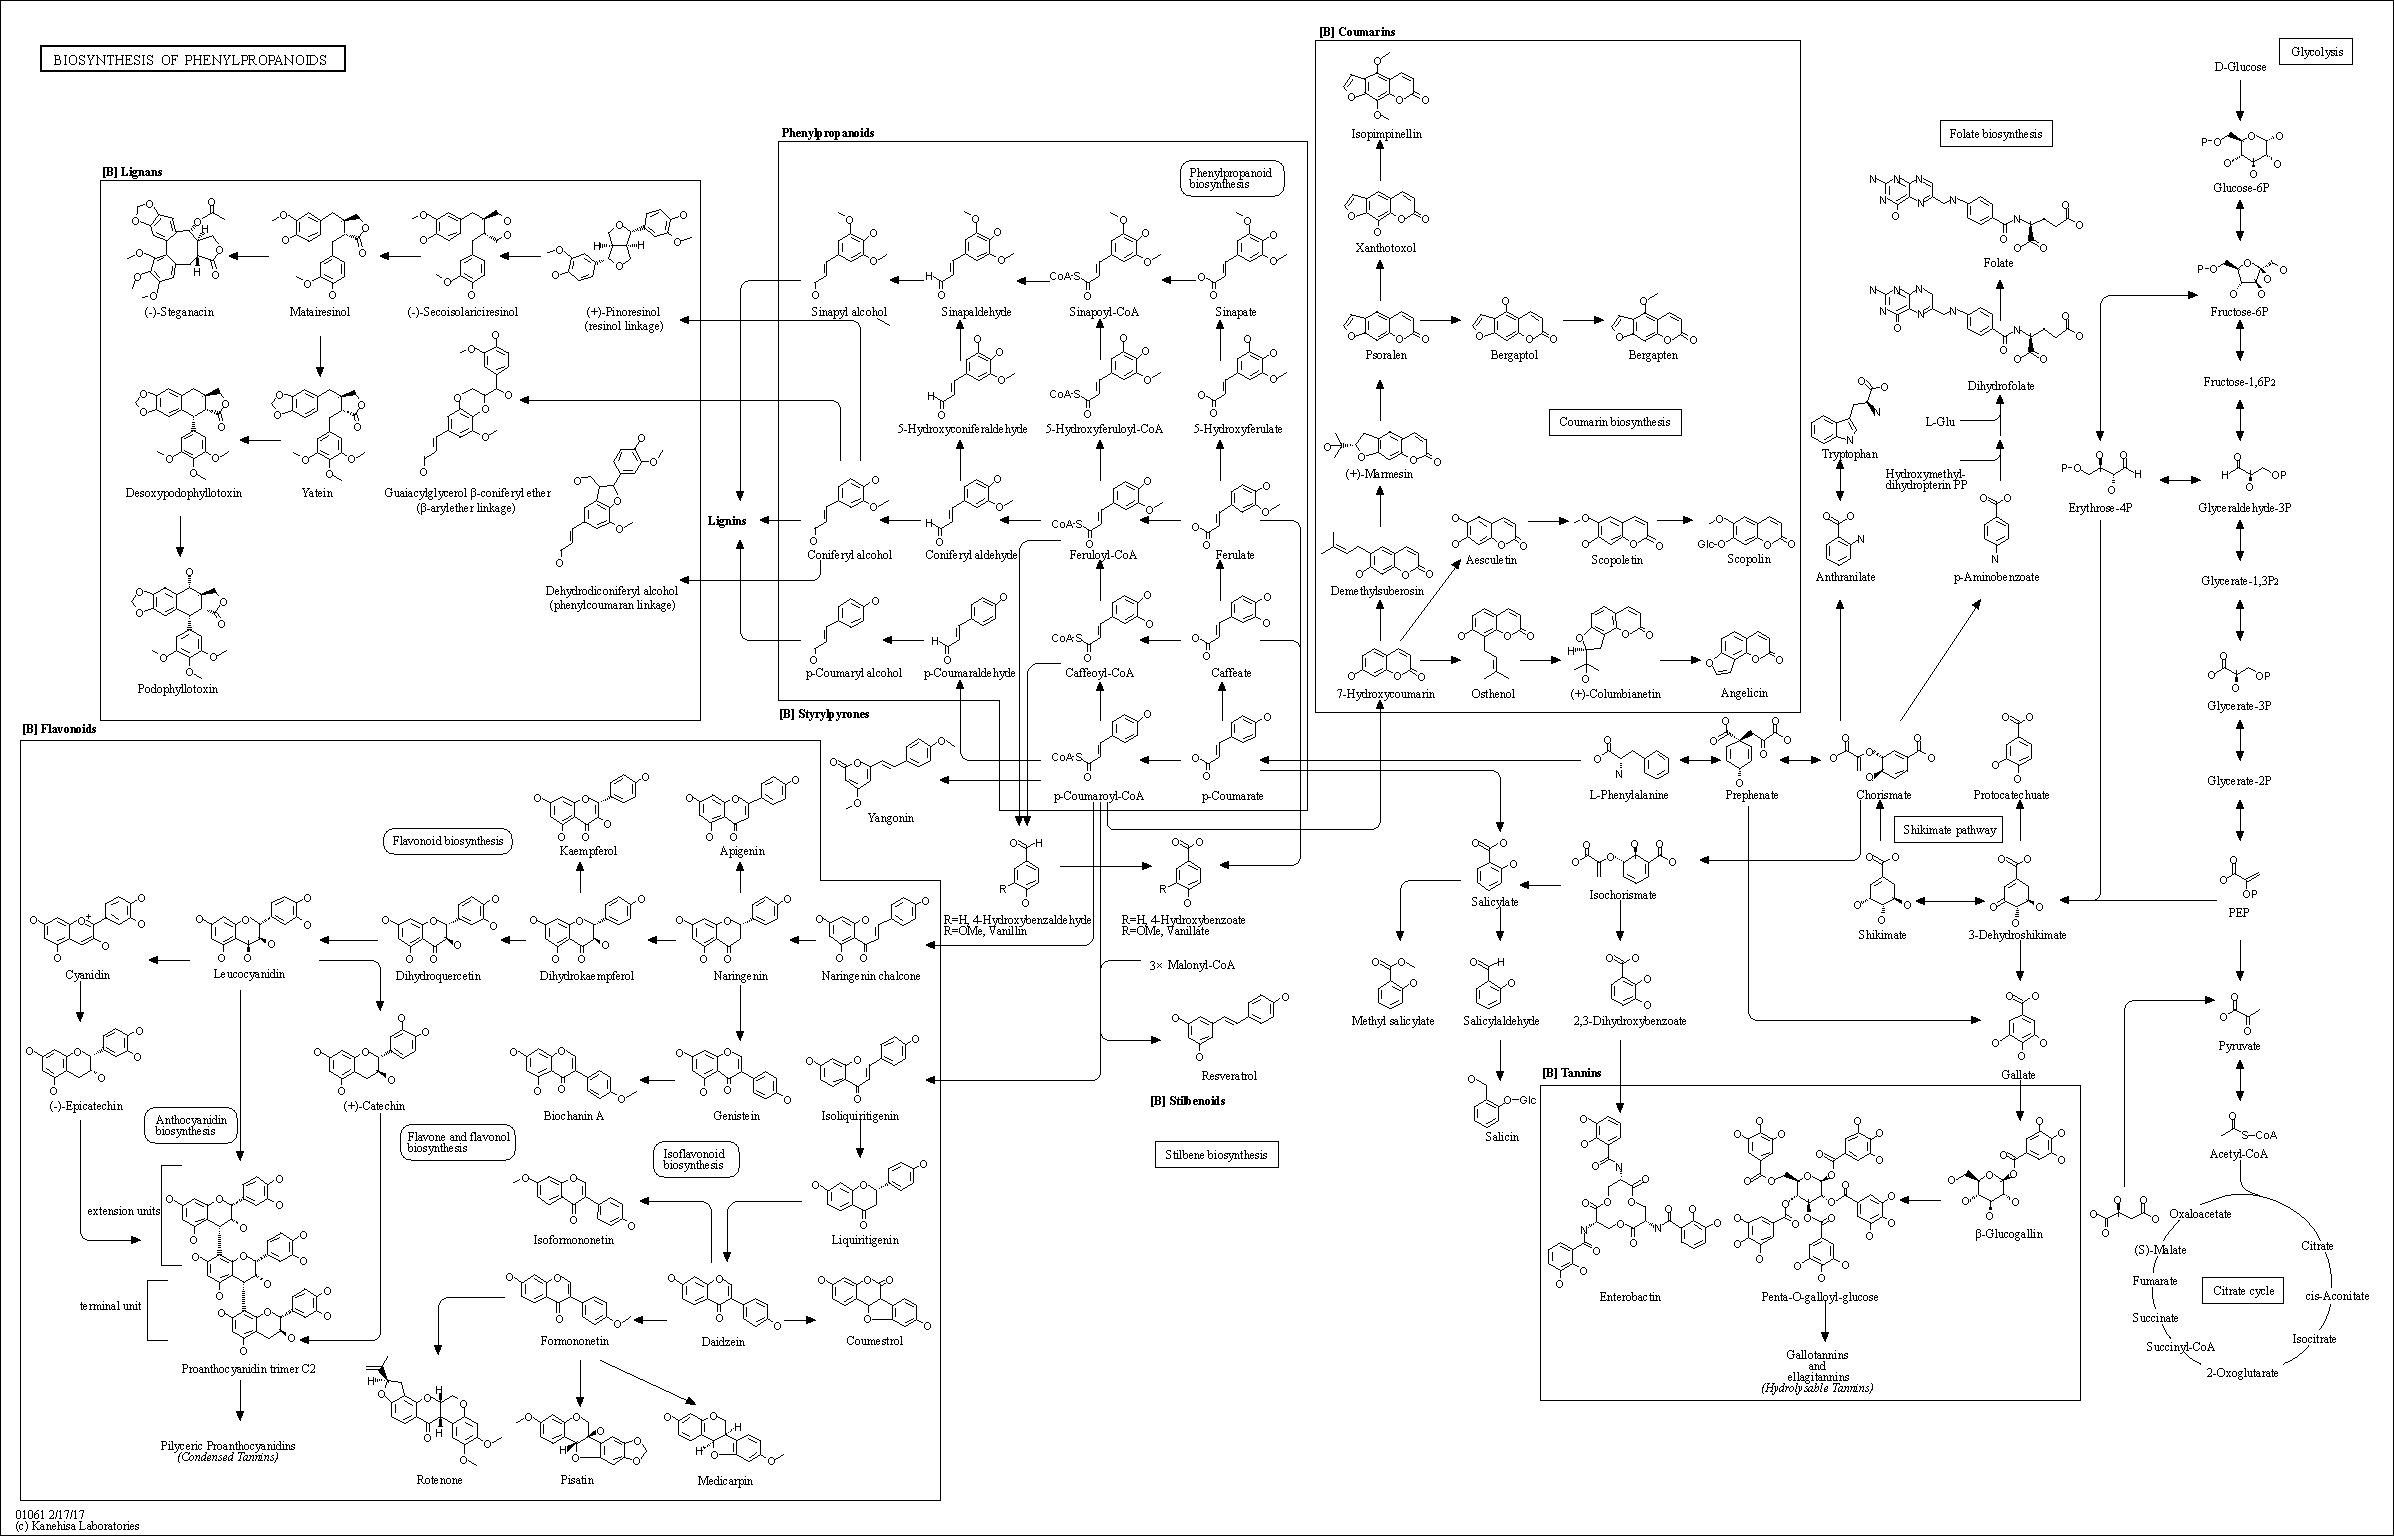 BIOSYNTHESIS OF PHENYLPROPANOIDS
[B] Lignans
(-)-Steganacin
Matairesinol
(-)-Secoisolariciresinol
(+)-Pinoresinol
(resinol linkage)
Desoxypodophyllotoxin
Yatein
Guaiacylglycerol β-coniferyl ether
(β-arylether linkage)
Dehydrodiconiferyl alcohol
(phenylcoumaran linkage)
Podophyllotoxin
Lignins
Phenylpropanoids
Phenylpropanoid
biosynthesis
Sinapyl alcohol
Sinapaldehyde
Sinapoyl-CoA
Sinapate
5-Hydroxyconiferaldehyde
5-Hydroxyferuloyl-CoA
5-Hydroxyferulate
Coniferyl alcohol
Coniferyl aldehyde
Feruloyl-CoA
Ferulate
p-Coumaryl alcohol
p-Coumaraldehyde
Caffeoyl-CoA
Caffeate
p-Coumaroyl-CoA
p-Coumarate
[B] Styrylpyrones
Yangonin
[B] Coumarins
Isopimpinellin
Xanthotoxol
Psoralen
Bergaptol
Bergapten
Coumarin biosynthesis
(+)-Marmesin
Demethylsuberosin
Aesculetin
Scopoletin
Scopolin
7-Hydroxycoumarin
Osthenol
(+)-Columbianetin
Angelicin
Glycolysis
D-Glucose
Glucose-6P
Fructose-6P
Fructose-1,6P2
Glyceraldehyde-3P
Erythrose-4P
Glycerate-1,3P2
Glycerate-3P
Glycerate-2P
PEP
Pyruvate
Acetyl-CoA
Folate biosynthesis
Folate
Dihydrofolate
L-Glu
Hydroxymethyl-
dihydropterin PP
p-Aminobenzoate
Tryptophan
Anthranilate
L-Phenylalanine
Prephenate
Chorismate
Protocatechuate
Shikimate pathway
Shikimate
3-Dehydroshikimate
Gallate
Salicylate
Isochorismate
Methyl salicylate
Salicylaldehyde
2,3-Dihydroxybenzoate
Salicin
R=H, 4-Hydroxybenzaldehyde
R=OMe, Vanillin
R=H, 4-Hydroxybenzoate
R=OMe, Vanillate
3× Malonyl-CoA
Resveratrol
[B] Stilbenoids
Stilbene biosynthesis
[B] Tannins
Enterobactin
Penta-O-galloyl-glucose
β-Glucogallin
Gallotannins
and
ellagitannins
(Hydrolysable Tannins)
Oxaloacetate
(S)-Malate
Fumarate
Succinate
Succinyl-CoA
2-Oxoglutarate
Isocitrate
cis-Aconitate
Citrate
Citrate cycle
[B] Flavonoids
Flavonoid biosynthesis
Kaempferol
Apigenin
Cyanidin
Leucocyanidin
Dihydroquercetin
Dihydrokaempferol
Naringenin
Naringenin chalcone
(-)-Epicatechin
(+)-Catechin
Biochanin A
Genistein
Isoliquiritigenin
Anthocyanidin
biosynthesis
Flavone and flavonol
biosynthesis
Isoflavonoid
biosynthesis
extension units
terminal unit
Proanthocyanidin trimer C2
Pilyceric Proanthocyanidins
(Condensed Tannins)
Isoformononetin
Liquiritigenin
Formononetin
Daidzein
Coumestrol
Rotenone
Pisatin
Medicarpin
01061 2/17/17
(c) Kanehisa Laboratories